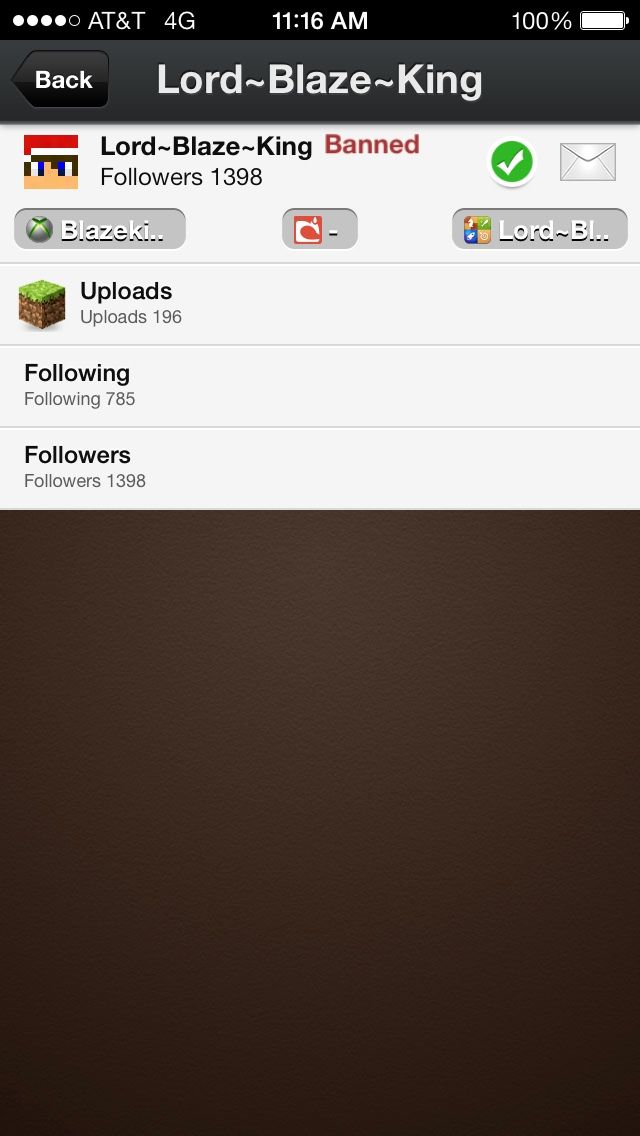 AT&T 4G 11:16 AM 100%
Back Lord~Blaze~King
Lord~Blaze~King Banned
Followers 1398
Blazeki.. - Lord~Bl..
Uploads
Uploads 196
Following
Following 785
Followers
Followers 1398